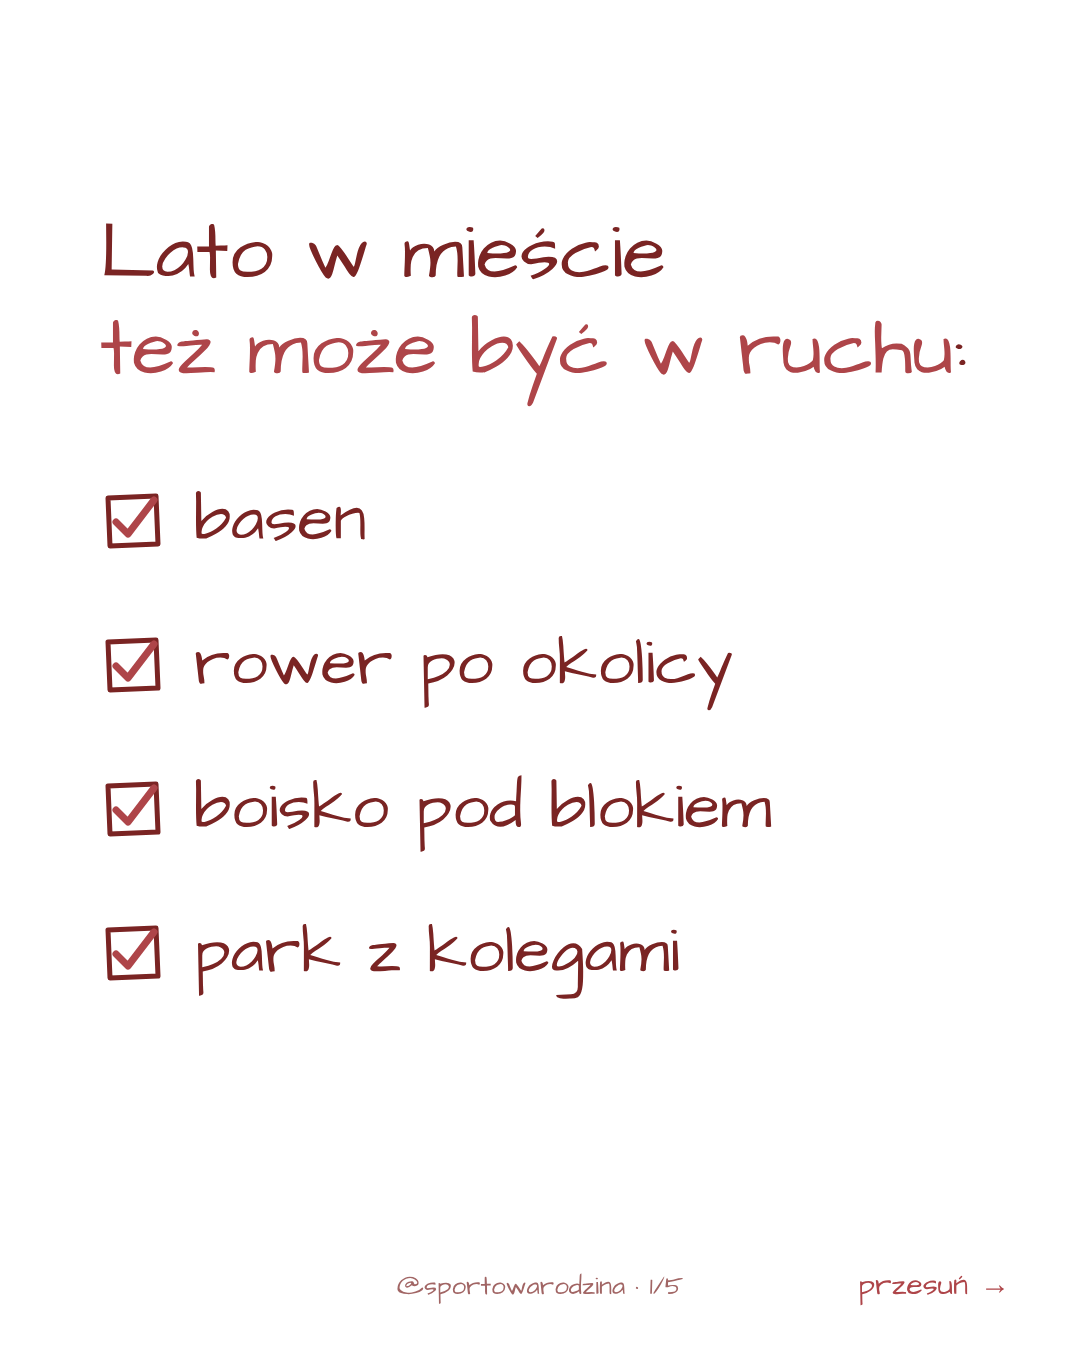 Lato w mieście
też może być w ruchu:
basen
rower po okolicy
boisko pod blokiem
park z kolegami
@sportowarodzina · 1/5
przesuń →